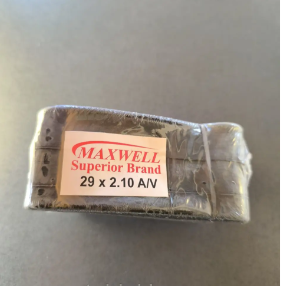 MAXWELL
Superior Brand
29 x 2.10 A/V